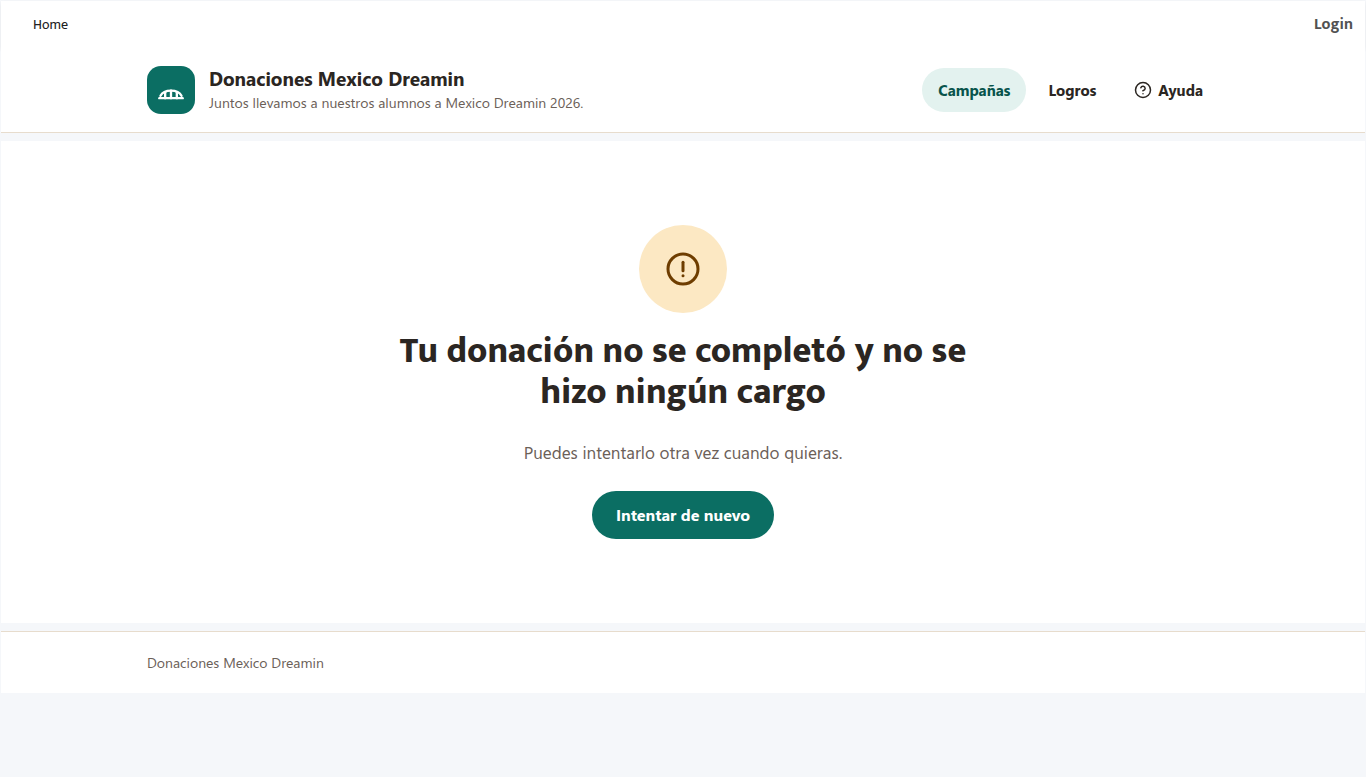 Home
Login
Donaciones Mexico Dreamin
Juntos llevamos a nuestros alumnos a Mexico Dreamin 2026.
Campañas
Logros
Ayuda
Tu donación no se completó y no se
hizo ningún cargo
Puedes intentarlo otra vez cuando quieras.
Intentar de nuevo
Donaciones Mexico Dreamin